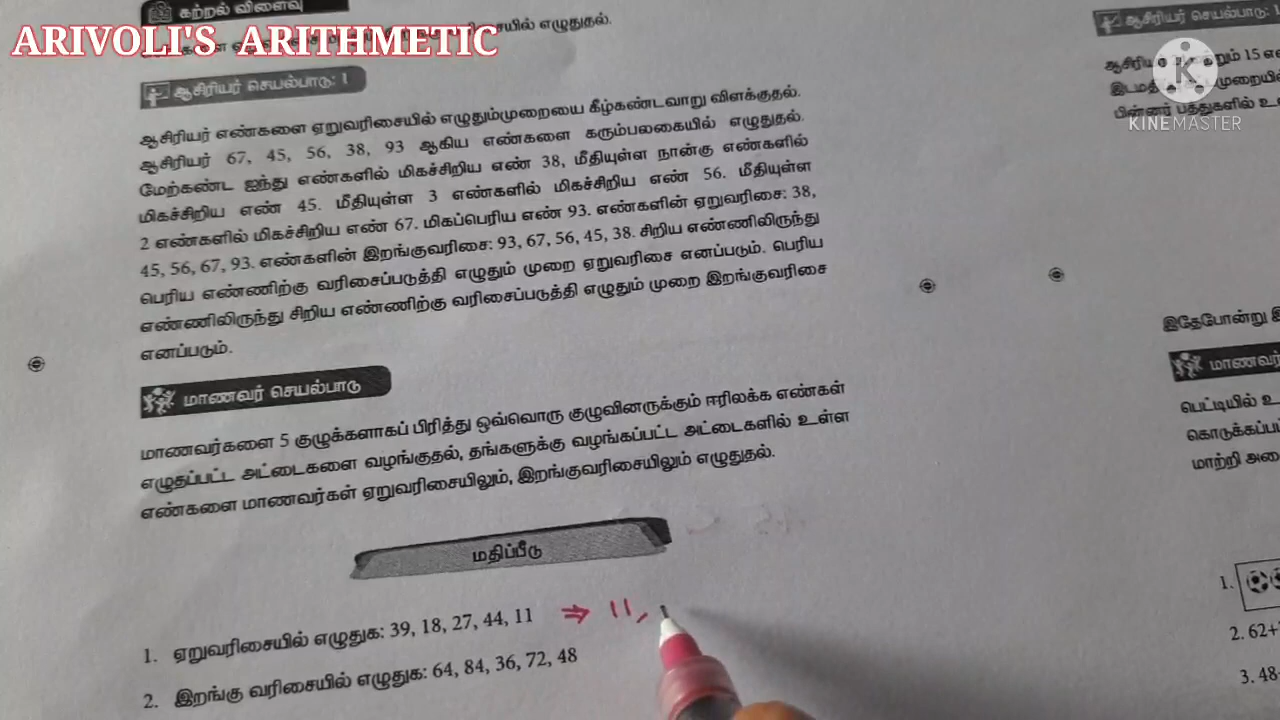 கற்றல் விளைவு
ARIVOLI'S ARITHMETIC
எழுதுதல்.
ஆசிரியர் செயல்பாடு: 1
ஆசிரியர் எண்களை ஏறுவரிசையில் எழுதும்முறையை கீழ்கண்டவாறு விளக்குதல்.
ஆசிரியர் 67, 45, 56, 38, 93 ஆகிய எண்களை கரும்பலகையில் எழுதுதல்.
மேற்கண்ட ஐந்து எண்களில் மிகச்சிறிய எண் 38, மீதியுள்ள நான்கு எண்களில்
மிகச்சிறிய எண் 45. மீதியுள்ள 3 எண்களில் மிகச்சிறிய எண் 56. மீதியுள்ள
2 எண்களில் மிகச்சிறிய எண் 67. மிகப்பெரிய எண் 93. எண்களின் ஏறுவரிசை: 38,
45, 56, 67, 93. எண்களின் இறங்குவரிசை: 93, 67, 56, 45, 38. சிறிய எண்ணிலிருந்து
பெரிய எண்ணிற்கு வரிசைப்படுத்தி எழுதும் முறை ஏறுவரிசை எனப்படும். பெரிய
எண்ணிலிருந்து சிறிய எண்ணிற்கு வரிசைப்படுத்தி எழுதும் முறை இறங்குவரிசை
எனப்படும்.
மாணவர் செயல்பாடு
மாணவர்களை 5 குழுக்களாகப் பிரித்து ஒவ்வொரு குழுவினருக்கும் ஈரிலக்க எண்கள்
எழுதப்பட்ட அட்டைகளை வழங்குதல், தங்களுக்கு வழங்கப்பட்ட அட்டைகளில் உள்ள
எண்களை மாணவர்கள் ஏறுவரிசையிலும், இறங்குவரிசையிலும் எழுதுதல்.
மதிப்பீடு
1. ஏறுவரிசையில் எழுதுக: 39, 18, 27, 44, 11 ⇒ 11,
2. இறங்கு வரிசையில் எழுதுக: 64, 84, 36, 72, 48
ஆசிரியர் செயல்பாடு: 1
15
K
KINEMASTER
இதேபோன்று
மாணவர்
பெட்டியில்
1.
2. 62+
3. 48